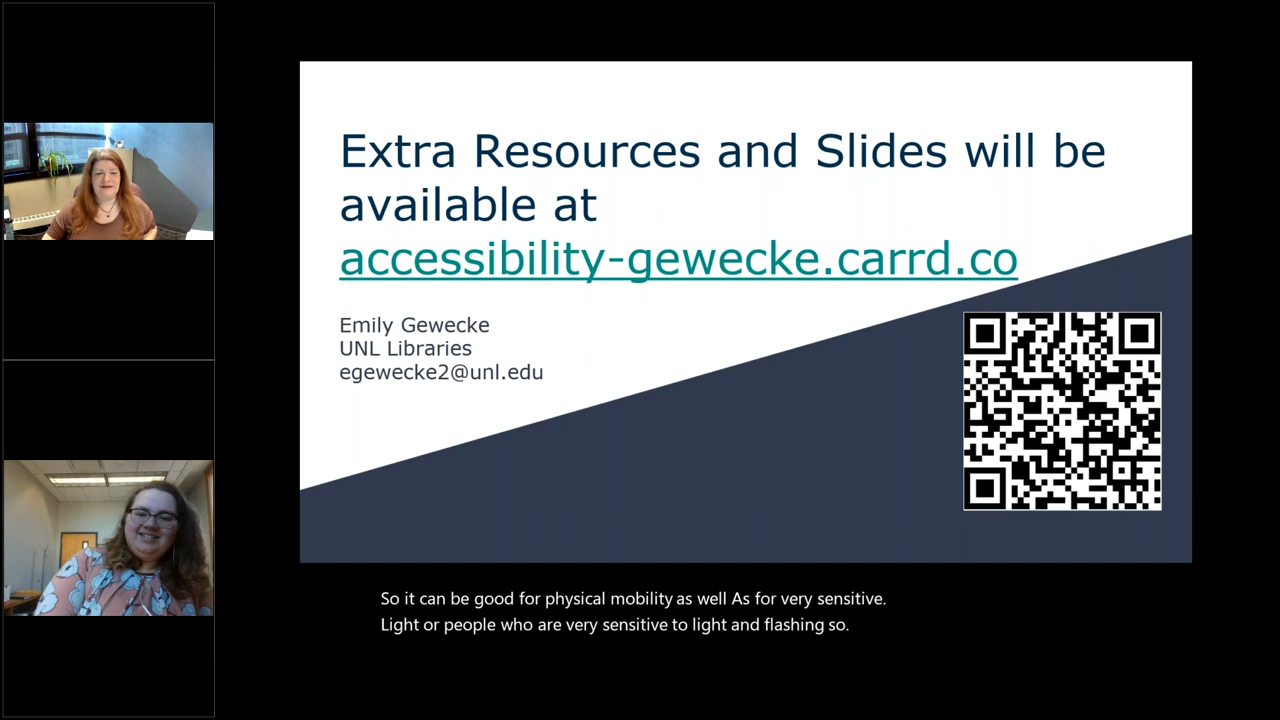 Extra Resources and Slides will be
available at
accessibility-gewecke.carrd.co
Emily Gewecke
UNL Libraries
egewecke2@unl.edu
So it can be good for physical mobility as well As for very sensitive.
Light or people who are very sensitive to light and flashing so.